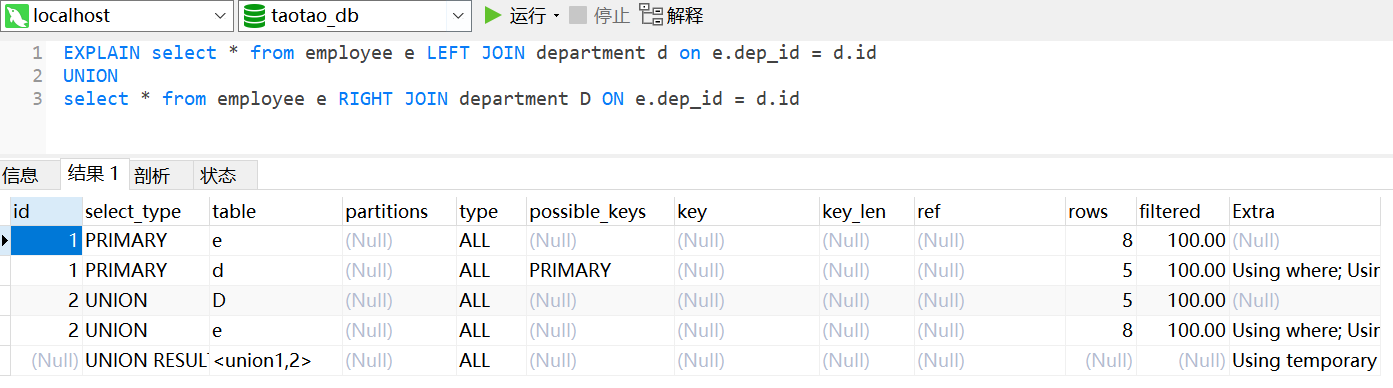 localhost taotao_db 运行 停止 解释
1 EXPLAIN select * from employee e LEFT JOIN department d on e.dep_id = d.id
2 UNION
3 select * from employee e RIGHT JOIN department D ON e.dep_id = d.id
信息 结果 1 剖析 状态
id select_type table partitions type possible_keys key key_len ref rows filtered Extra
1 PRIMARY e (Null) ALL (Null) (Null) (Null) (Null) 8 100.00 (Null)
1 PRIMARY d (Null) ALL PRIMARY (Null) (Null) (Null) 5 100.00 Using where; Usin
2 UNION D (Null) ALL (Null) (Null) (Null) (Null) 5 100.00 (Null)
2 UNION e (Null) ALL (Null) (Null) (Null) (Null) 8 100.00 Using where; Usin
(Null) UNION RESUL <union1,2> (Null) ALL (Null) (Null) (Null) (Null) (Null) (Null) Using temporary